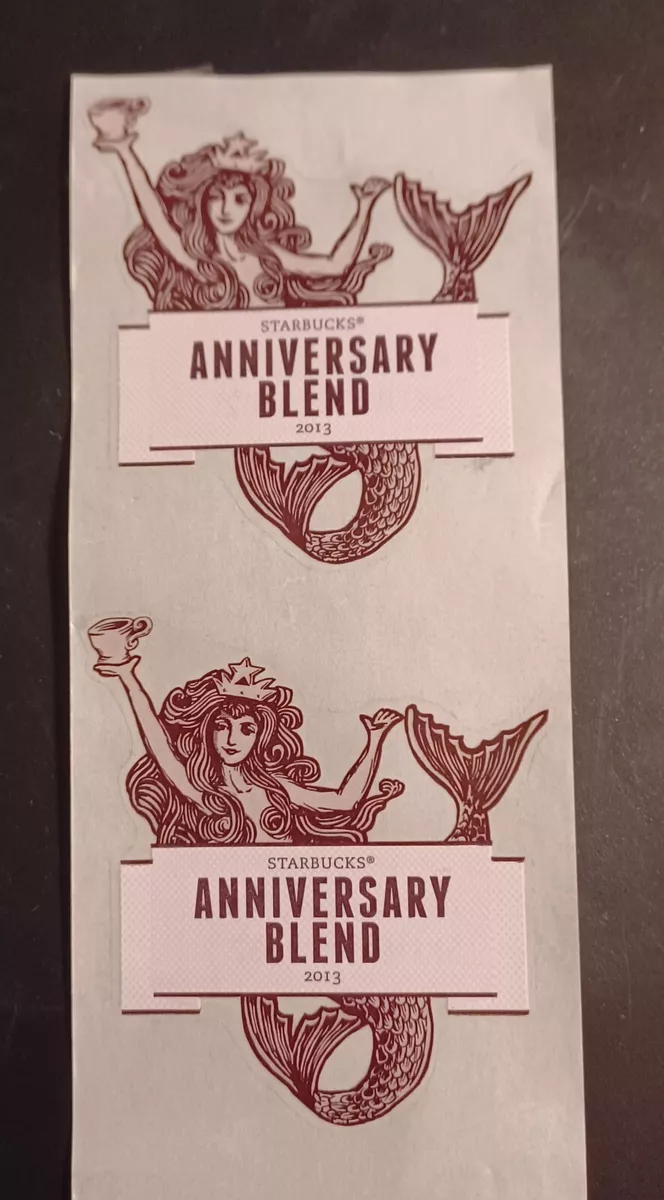 STARBUCKS®
ANNIVERSARY
BLEND
2013
STARBUCKS®
ANNIVERSARY
BLEND
2013